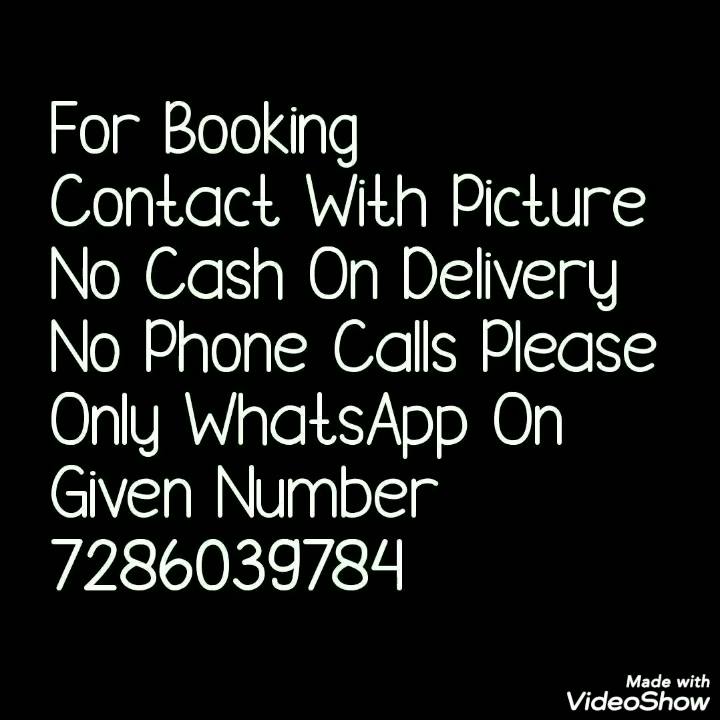 For Booking
Contact With Picture
No Cash On Delivery
No Phone Calls Please
Only WhatsApp On
Given Number
7286039784
Made with
VideoShow